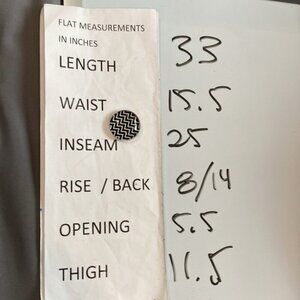 FLAT MEASUREMENTS
IN INCHES
LENGTH 33
WAIST 15.5
INSEAM 25
RISE / BACK 8/14
OPENING 5.5
THIGH 11.5